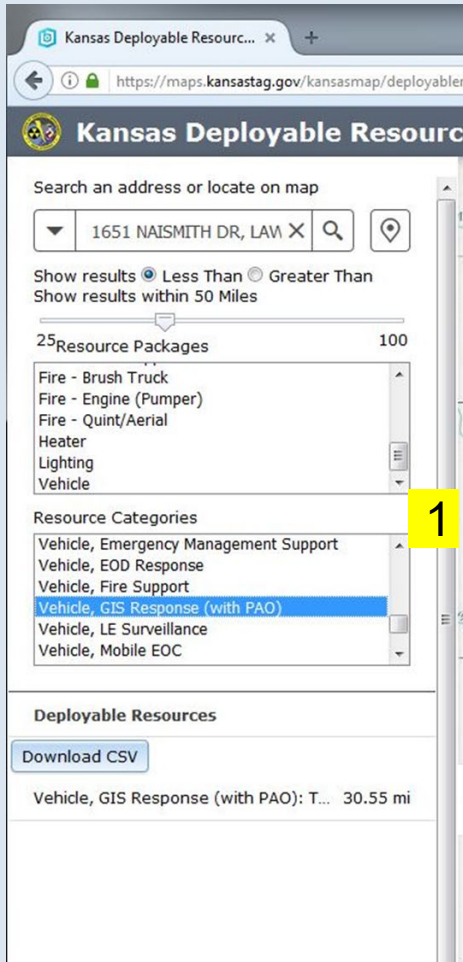 Kansas Deployable Resourc...
https://maps.kansastag.gov/kansasmap/deployabler
Kansas Deployable Resourc
Search an address or locate on map
1651 NAISMITH DR, LAW
Show results Less Than Greater Than
Show results within 50 Miles
25 100
Resource Packages
Fire - Brush Truck
Fire - Engine (Pumper)
Fire - Quint/Aerial
Heater
Lighting
Vehicle
1
Resource Categories
Vehicle, Emergency Management Support
Vehicle, EOD Response
Vehicle, Fire Support
Vehicle, GIS Response (with PAO)
Vehicle, LE Surveillance
Vehicle, Mobile EOC
Deployable Resources
Download CSV
Vehicle, GIS Response (with PAO): T... 30.55 mi